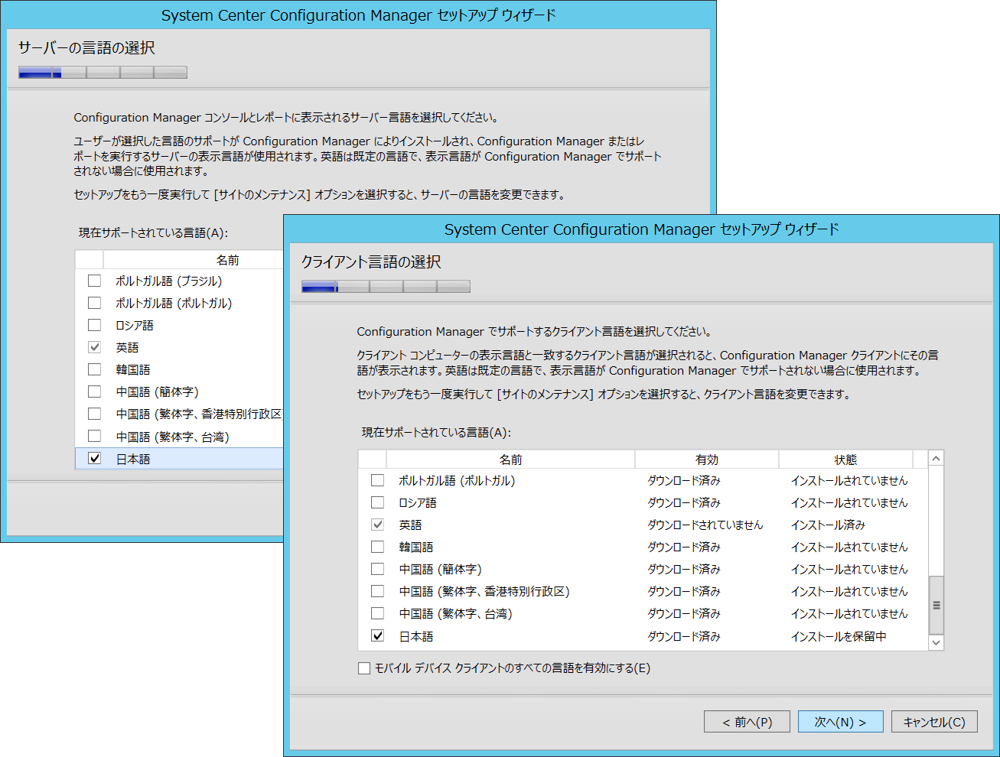 System Center Configuration Manager セットアップ ウィザード
サーバーの言語の選択
Configuration Manager コンソールとレポートに表示されるサーバー言語を選択してください。
ユーザーが選択した言語のサポートが Configuration Manager によりインストールされ、Configuration Manager またはレ
ポートを実行するサーバーの表示言語が使用されます。英語は既定の言語で、表示言語が Configuration Manager でサポート
されない場合に使用されます。
セットアップをもう一度実行して [サイトのメンテナンス] オプションを選択すると、サーバーの言語を変更できます。
現在サポートされている言語(A):
名前
ポルトガル語 (ブラジル)
ポルトガル語 (ポルトガル)
ロシア語
英語
韓国語
中国語 (簡体字)
中国語 (繁体字、香港特別行政区
中国語 (繁体字、台湾)
日本語
System Center Configuration Manager セットアップ ウィザード
クライアント言語の選択
Configuration Manager でサポートするクライアント言語を選択してください。
クライアント コンピューターの表示言語と一致するクライアント言語が選択されると、Configuration Manager クライアントにその言
語が表示されます。英語は既定の言語で、表示言語が Configuration Manager でサポートされない場合に使用されます。
セットアップをもう一度実行して [サイトのメンテナンス] オプションを選択すると、クライアント言語を変更できます。
現在サポートされている言語(A):
名前 有効 状態
ポルトガル語 (ポルトガル) ダウンロード済み インストールされていません
ロシア語 ダウンロード済み インストールされていません
英語 ダウンロードされていません インストール済み
韓国語 ダウンロード済み インストールされていません
中国語 (簡体字) ダウンロード済み インストールされていません
中国語 (繁体字、香港特別行政区) ダウンロード済み インストールされていません
中国語 (繁体字、台湾) ダウンロード済み インストールされていません
日本語 ダウンロード済み インストールを保留中
モバイル デバイス クライアントのすべての言語を有効にする(E)
< 前へ(P) 次へ(N) > キャンセル(C)